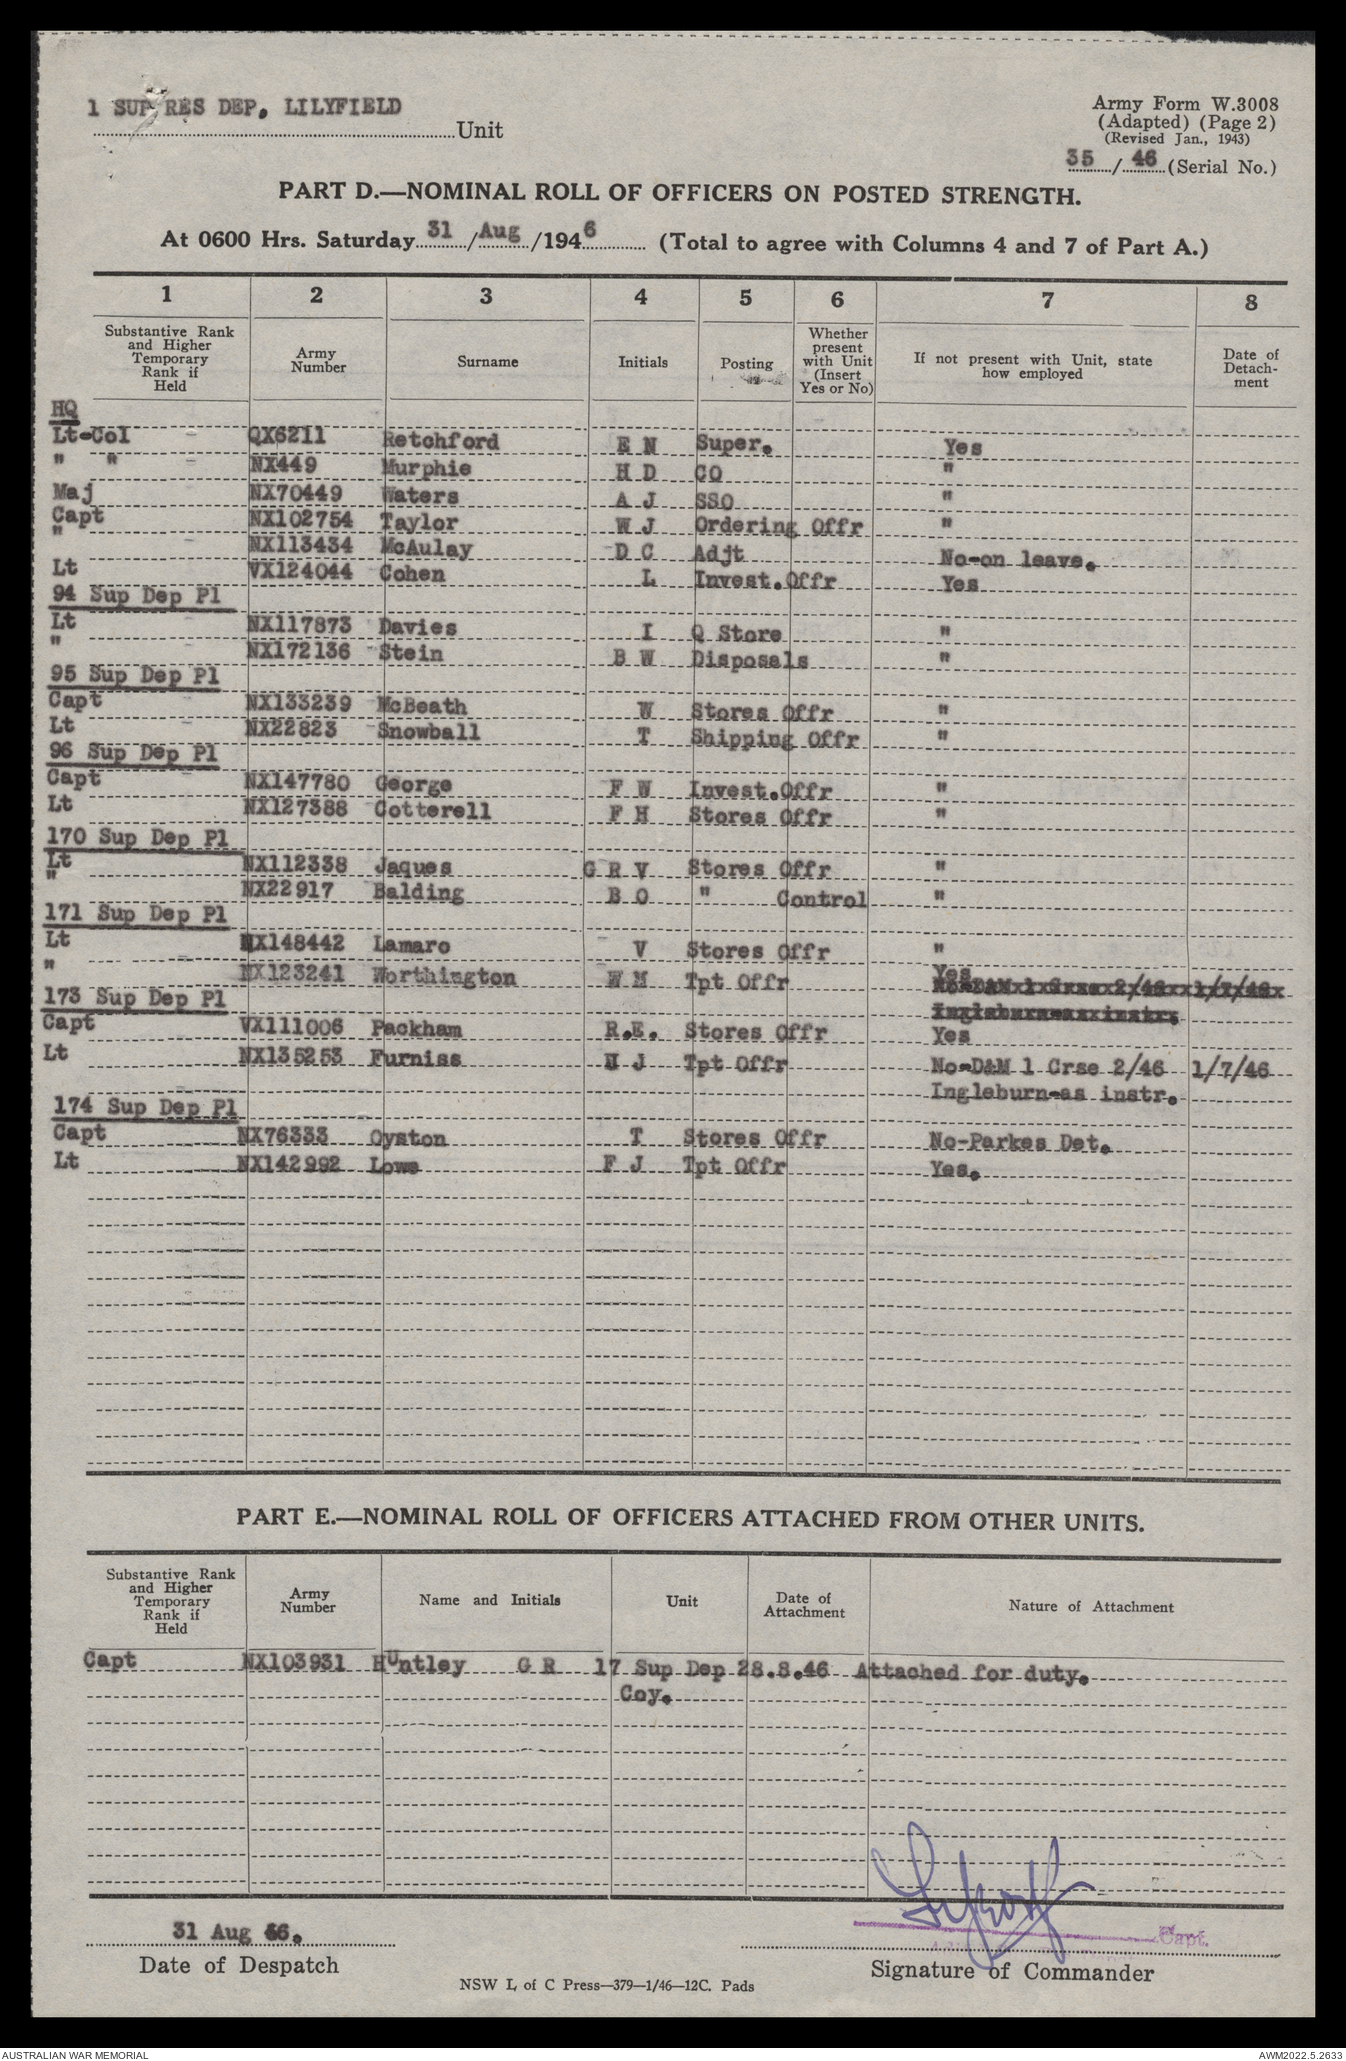 1 SUP RES DEP, LILYFIELD
Unit
Army Form W.3008
(Adapted) (Page 2)
(Revised Jan., 1943)
35 / 46 (Serial No.)
PART D.—NOMINAL ROLL OF OFFICERS ON POSTED STRENGTH.
At 0600 Hrs. Saturday 31 / Aug / 1946 (Total to agree with Columns 4 and 7 of Part A.)
1 2 3 4 5 6 7 8
Substantive Rank and Higher Temporary Rank if Held Army Number Surname Initials Posting Whether present with Unit (Insert Yes or No) If not present with Unit, state how employed Date of Detach-ment
HQ
Lt-Col QX6211 Retchford E N Super. Yes
" " NX449 Murphie H D CO "
Maj NX70449 Waters A J SSO "
Capt NX102754 Taylor W J Ordering Offr "
" NX113434 McAulay D C Adjt No-on leave.
Lt VX124044 Cohen L Invest.Offr Yes
94 Sup Dep Pl
Lt NX117873 Davies I Q Store "
" NX172136 Stein B W Disposals "
95 Sup Dep Pl
Capt NX133239 McBeath W Stores Offr "
Lt NX22823 Snowball T Shipping Offr "
96 Sup Dep Pl
Capt NX147780 George F W Invest.Offr "
Lt NX127388 Cotterell F H Stores Offr "
170 Sup Dep Pl
Lt NX112338 Jaques G R V Stores Offr "
" NX22917 Balding B O " Control "
171 Sup Dep Pl
Lt NX148442 Lamaro V Stores Offr "
" NX123241 Worthington W M Tpt Offr Yes
173 Sup Dep Pl
Capt VX111006 Packham R.E. Stores Offr Yes
Lt NX135253 Furniss H J Tpt Offr No-D&M 1 Crse 2/46 1/7/46
Ingleburn-as instr.
174 Sup Dep Pl
Capt NX76333 Oyston T Stores Offr No-Parkes Det.
Lt NX142992 Lowe F J Tpt Offr Yes.
PART E.—NOMINAL ROLL OF OFFICERS ATTACHED FROM OTHER UNITS.
Substantive Rank and Higher Temporary Rank if Held Army Number Name and Initials Unit Date of Attachment Nature of Attachment
Capt NX103931 Huntley G R 17 Sup Dep 28.8.46 Attached for duty.
Coy.
31 Aug 46.
Date of Despatch
Capt.
Signature of Commander
NSW L of C Press—379—1/46—12C. Pads
AUSTRALIAN WAR MEMORIAL
AWM2022.5.2633